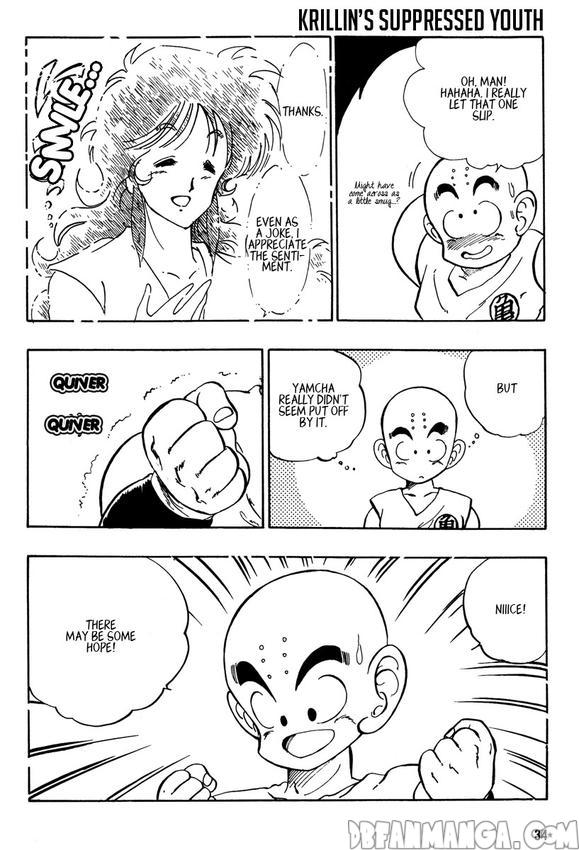 KRILLIN'S SUPPRESSED YOUTH
OH, MAN!
HAHAHA, I REALLY
LET THAT ONE
SLIP.
Might have
come across as
a little smug...?
亀
THANKS.
EVEN AS
A JOKE, I
APPRECIATE
THE SENTI-
MENT.
SMILE...
BUT
YAMCHA
REALLY DIDN'T
SEEM PUT OFF
BY IT.
亀
QUIVER
QUIVER
NIIICE!
THERE
MAY BE SOME
HOPE!
34
DBFANMANGA.COM